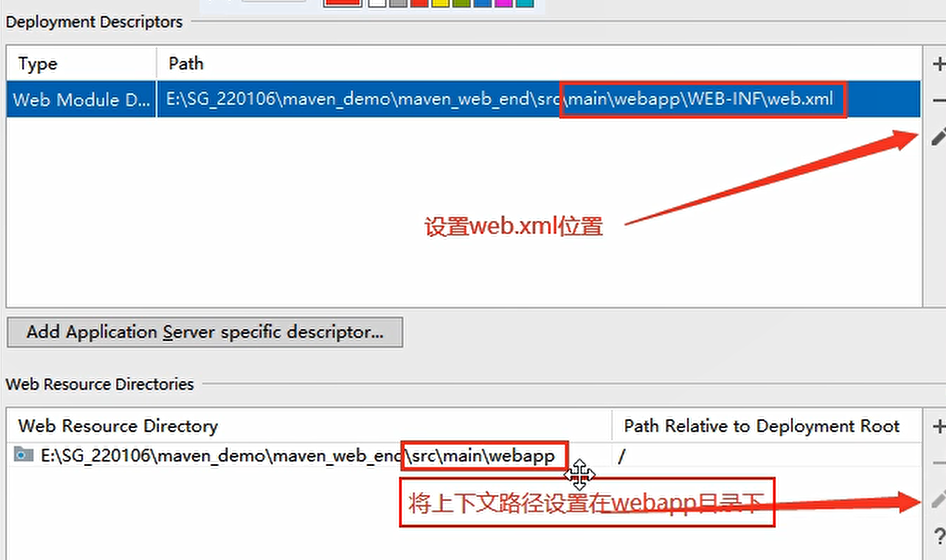 Deployment Descriptors
Type Path
Web Module D... E:\SG_220106\maven_demo\maven_web_end\src\main\webapp\WEB-INF\web.xml
设置web.xml位置
Add Application Server specific descriptor...
Web Resource Directories
Web Resource Directory Path Relative to Deployment Root
E:\SG_220106\maven_demo\maven_web_end\src\main\webapp /
将上下文路径设置在webapp目录下
?